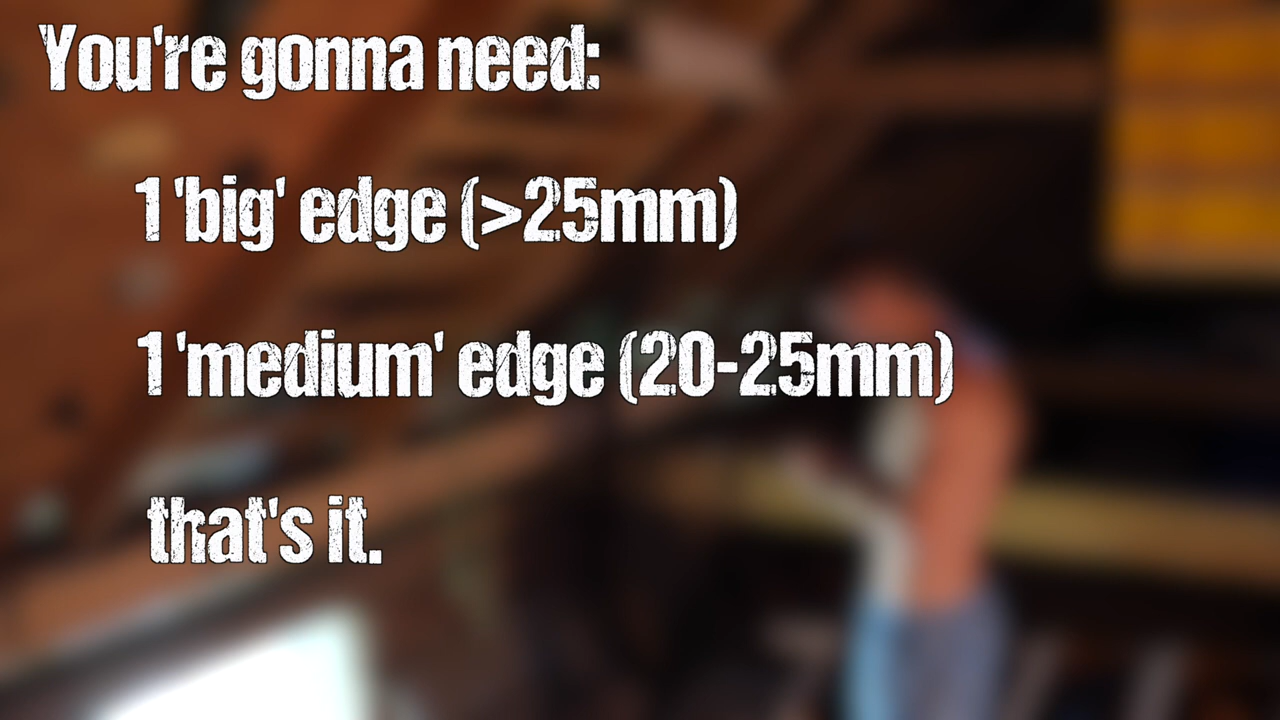 You're gonna need:
1 'big' edge (>25mm)
1 'medium' edge (20-25mm)
that's it.